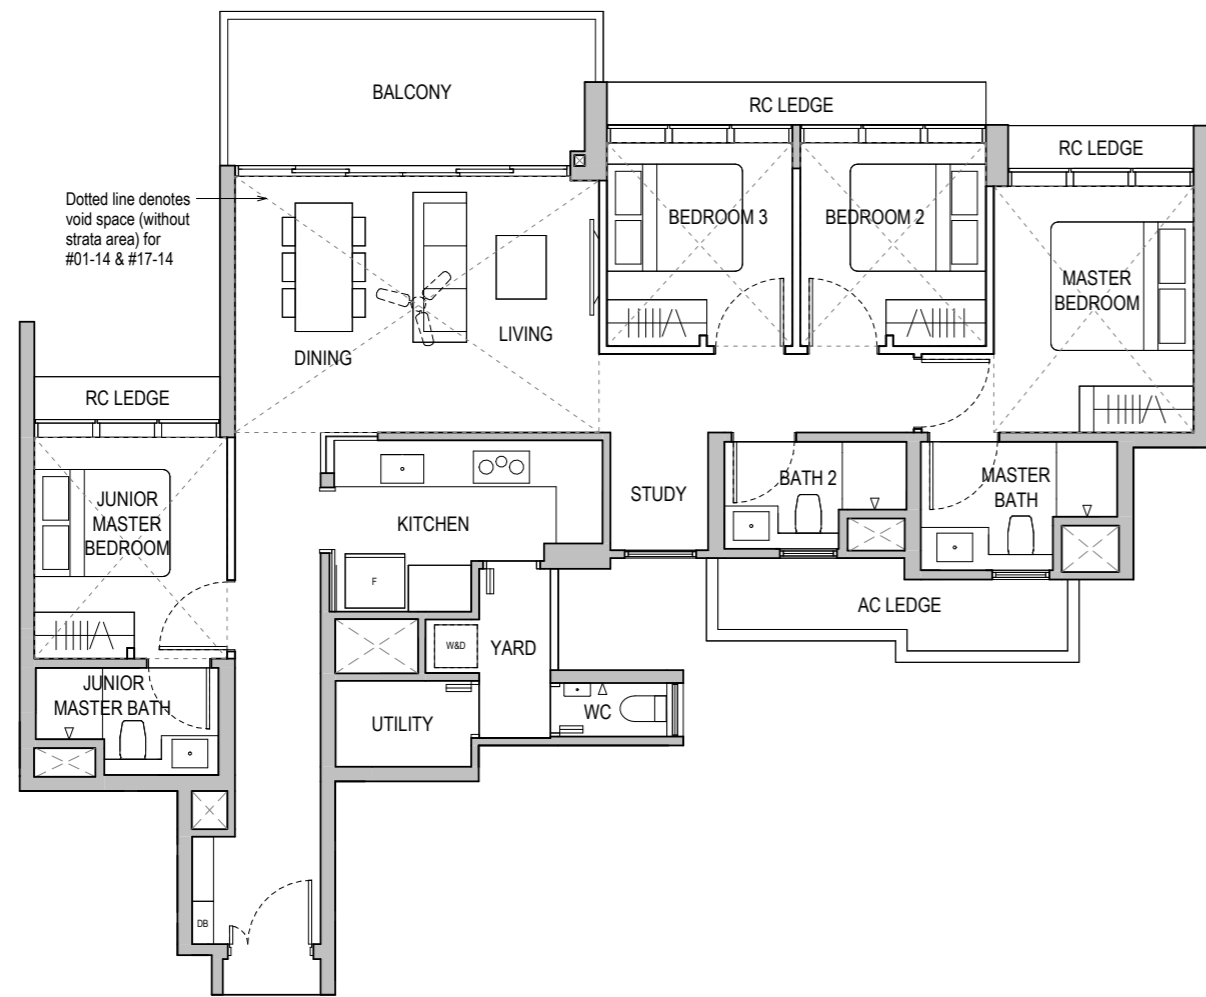 BALCONY
RC LEDGE
RC LEDGE
Dotted line denotes
void space (without
strata area) for
#01-14 & #17-14
BEDROOM 3
BEDROOM 2
MASTER
BEDROOM
LIVING
DINING
RC LEDGE
JUNIOR
MASTER
BEDROOM
KITCHEN
STUDY
BATH 2
MASTER
BATH
F
AC LEDGE
W&D
YARD
JUNIOR
MASTER BATH
UTILITY
WC
DB